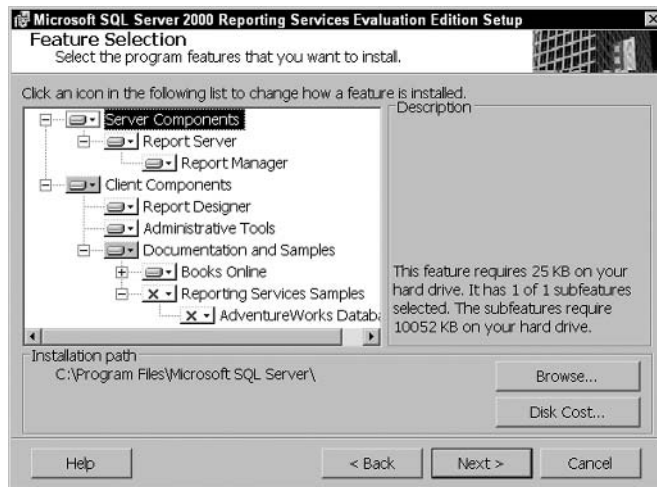 Microsoft SQL Server 2000 Reporting Services Evaluation Edition Setup
Feature Selection
Select the program features that you want to install.
Click an icon in the following list to change how a feature is installed.
Server Components
Report Server
Report Manager
Client Components
Report Designer
Administrative Tools
Documentation and Samples
Books Online
Reporting Services Samples
AdventureWorks Databa
Description
This feature requires 25 KB on your
hard drive. It has 1 of 1 subfeatures
selected. The subfeatures require
10052 KB on your hard drive.
Installation path
C:\Program Files\Microsoft SQL Server\
Browse...
Disk Cost...
Help
< Back
Next >
Cancel